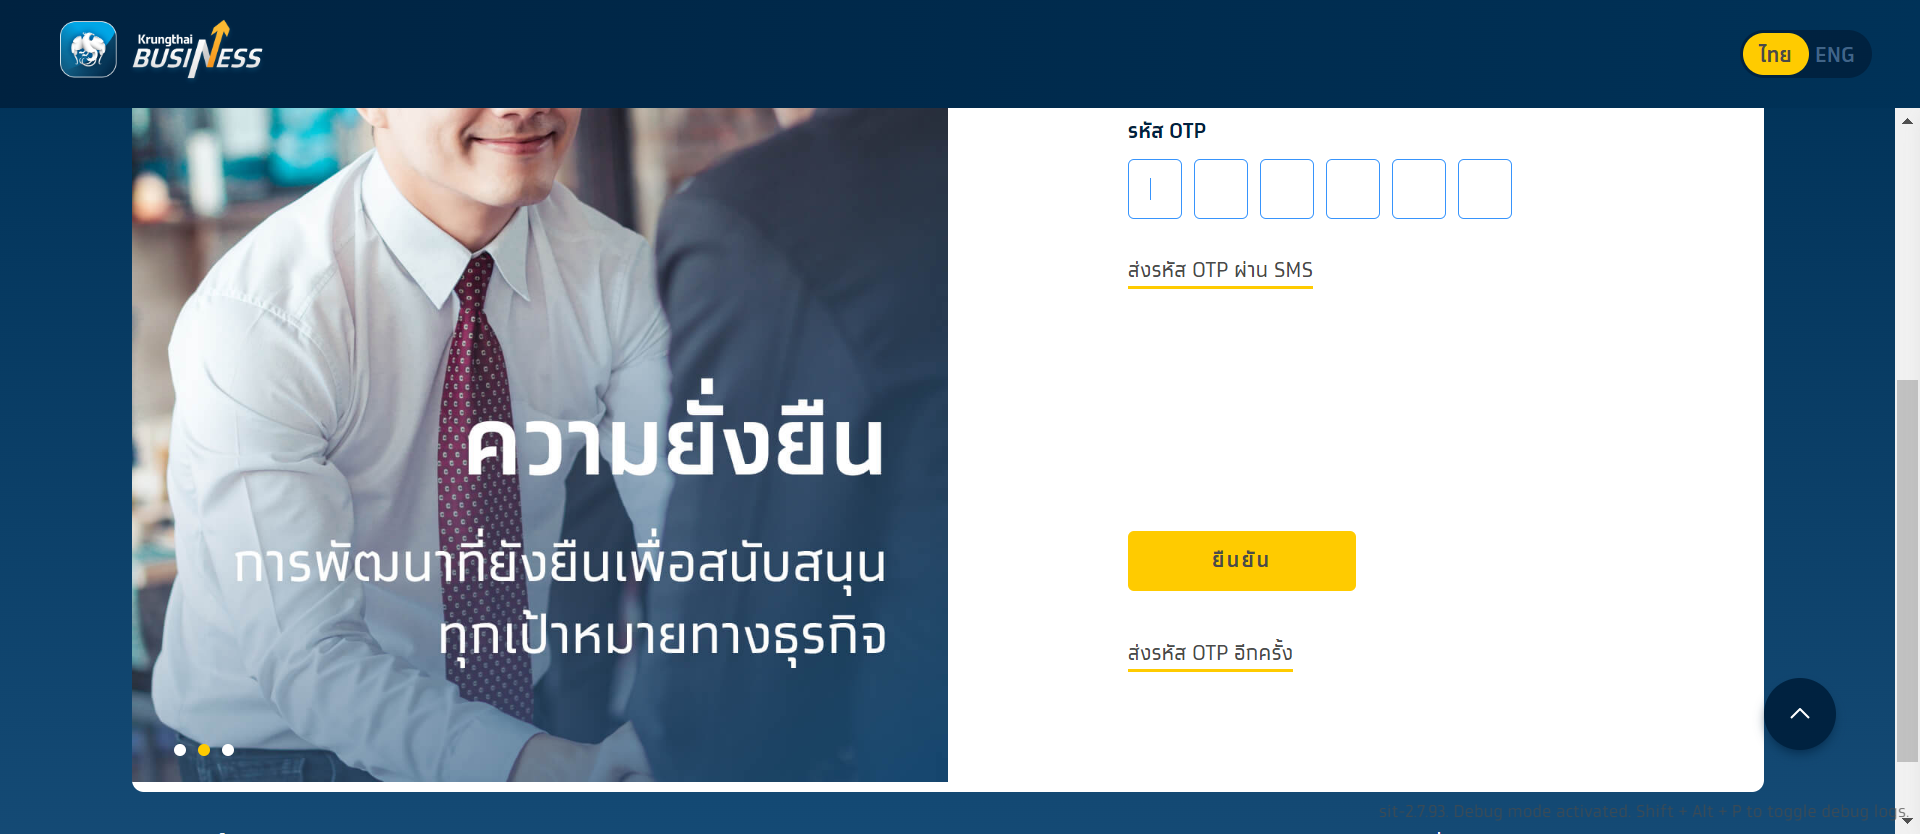 Krungthai
BUSINESS
ไทย ENG
รหัส OTP
ส่งรหัส OTP ผ่าน SMS
ความยั่งยืน
การพัฒนาที่ยังยืนเพื่อสนับสนุน
ทุกเป้าหมายทางธุรกิจ
ยืนยัน
ส่งรหัส OTP อีกครั้ง
sit-2.7.93. Debug mode activated. Shift + Alt + P to toggle debug logs.